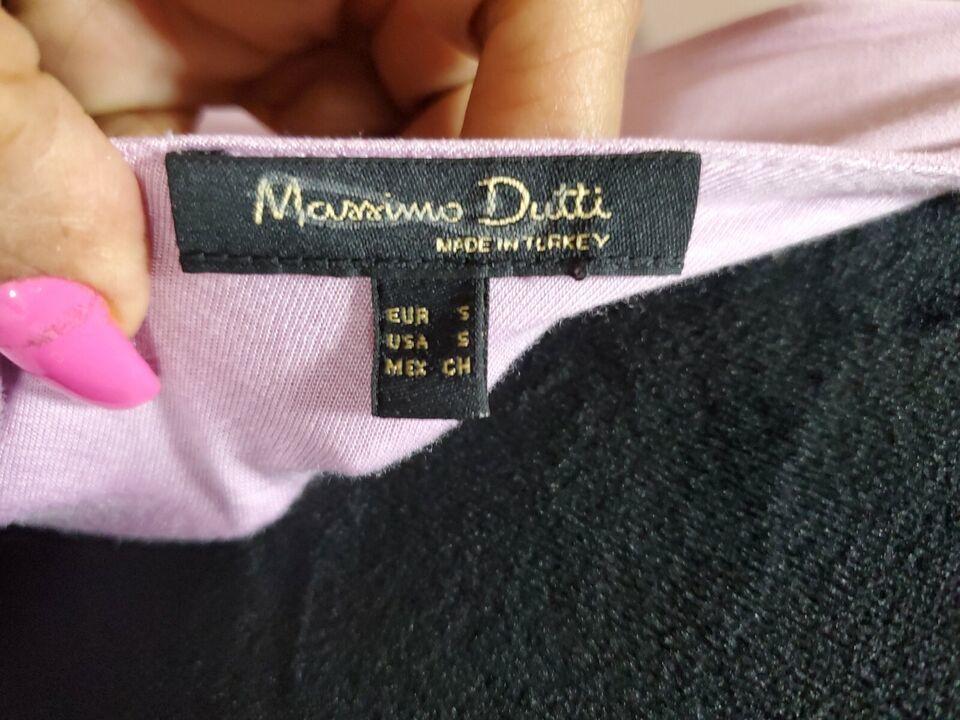 Massimo Dutti
MADE IN TURKEY
EUR S
USA S
MEX CH